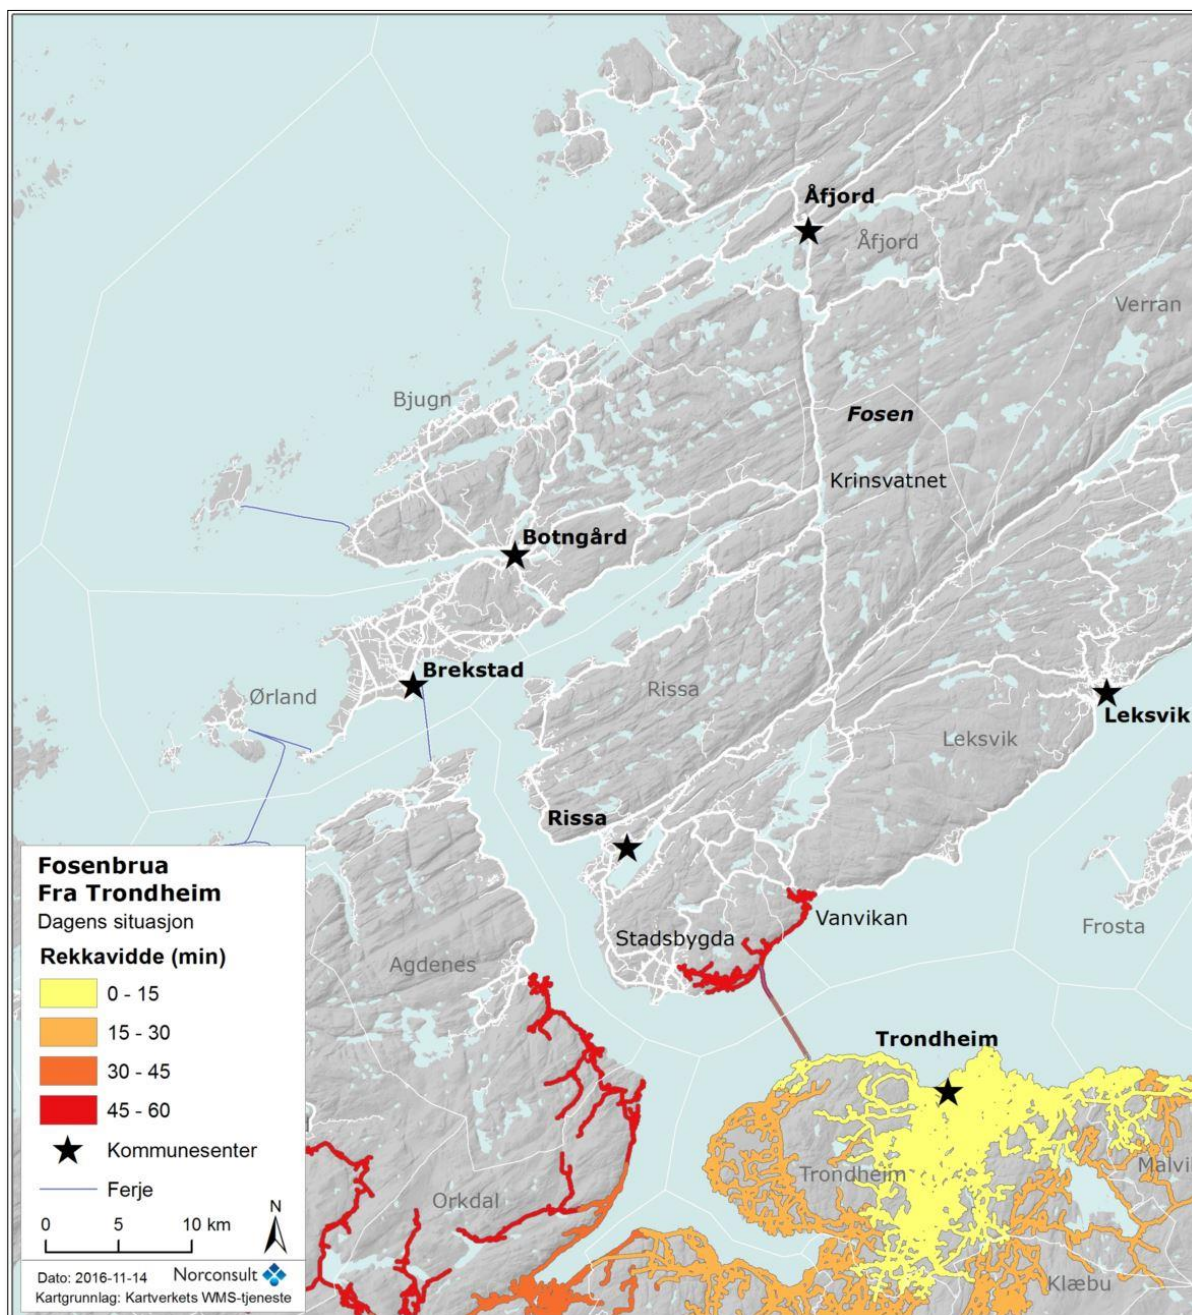 Åfjord
Åfjord
Verran
Bjugn
Fosen
Krinsvatnet
Botngård
Brekstad
Ørland
Rissa
Leksvik
Leksvik
Rissa
Vanvikan
Stadsbygda
Frosta
Agdenes
Trondheim
Trondheim
Malvi
Orkdal
Klæbu
Fosenbrua
Fra Trondheim
Dagens situasjon
Rekkavidde (min)
0 - 15
15 - 30
30 - 45
45 - 60
Kommunesenter
Ferje
0 5 10 km
N
Dato: 2016-11-14 Norconsult
Kartgrunnlag: Kartverkets WMS-tjeneste